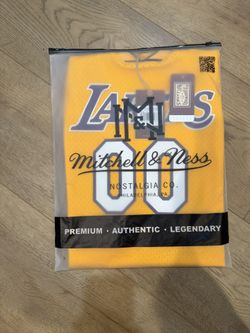 LAKERS
M&N
Mitchell & Ness
NOSTALGIA CO.
PHILADELPHIA, PA.
00
PREMIUM • AUTHENTIC • LEGENDARY